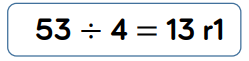 53 ÷ 4 = 13 r1